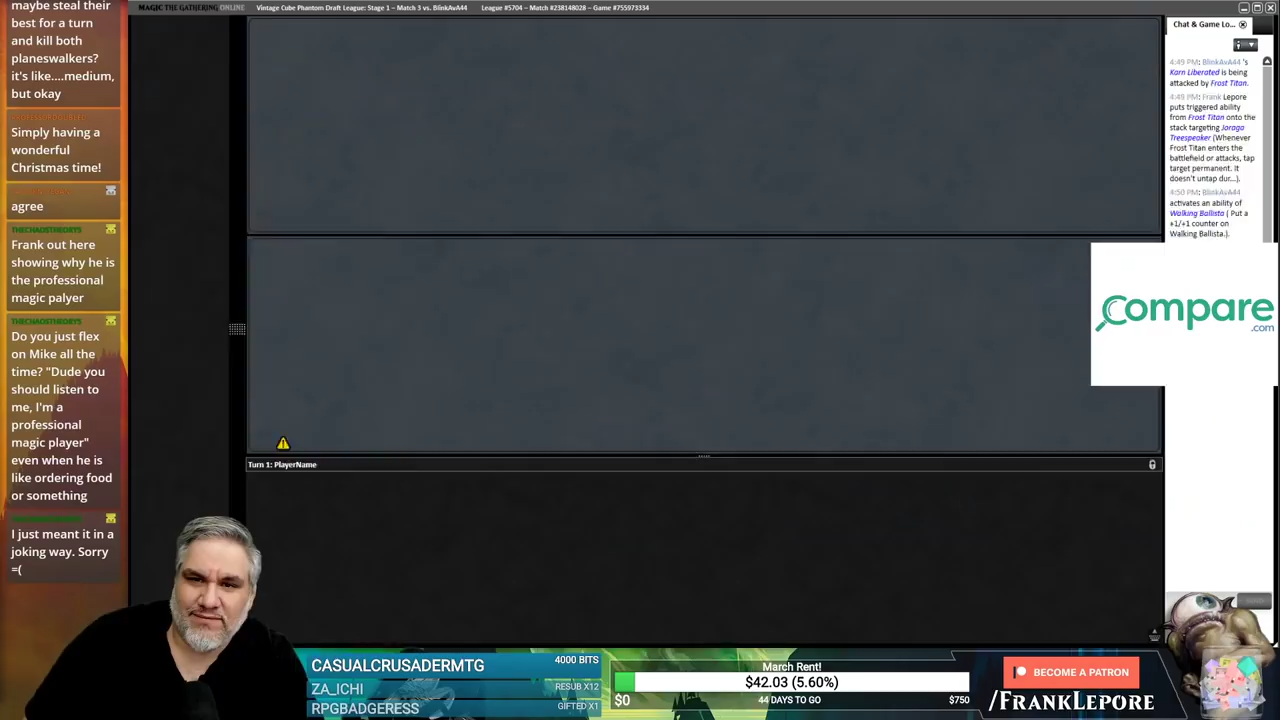 maybe steal their
best for a turn
and kill both
planeswalkers?
it's like....medium,
but okay
Simply having a
wonderful
Christmas time!
agree
THECHAOSTHEORY5
Frank out here
showing why he is
the professional
magic palyer
THECHAOSTHEORY5
Do you just flex
on Mike all the
time? "Dude you
should listen to
me, I'm a
professional
magic player"
even when he is
like ordering food
or something
THECHAOSTHEORY5
I just meant it in a
joking way. Sorry
=(
MAGIC THE GATHERING ONLINE
Vintage Cube Phantom Draft League: Stage 1 – Match 3 vs. BlinkAvA44
League #5704 – Match #238148028 – Game #755973334
Turn 1: PlayerName
Chat & Game Lo...
4:49 PM: BlinkAvA44 's
Karn Liberated is being
attacked by Frost Titan.
4:49 PM: Frank Lepore
puts triggered ability
from Frost Titan onto the
stack targeting Joraga
Treespeaker (Whenever
Frost Titan enters the
battlefield or attacks, tap
target permanent. It
doesn't untap dur...).
4:50 PM: BlinkAvA44
activates an ability of
Walking Ballista ( Put a
+1/+1 counter on
Walking Ballista.).
Compare
.com
CASUALCRUSADERMTG
4000 BITS
ZA_ICHI
RESUB X12
RPGBADGERESS
GIFTED X1
March Rent!
$42.03 (5.60%)
$0
44 DAYS TO GO
$750
BECOME A PATRON
/FRANKLEPORE